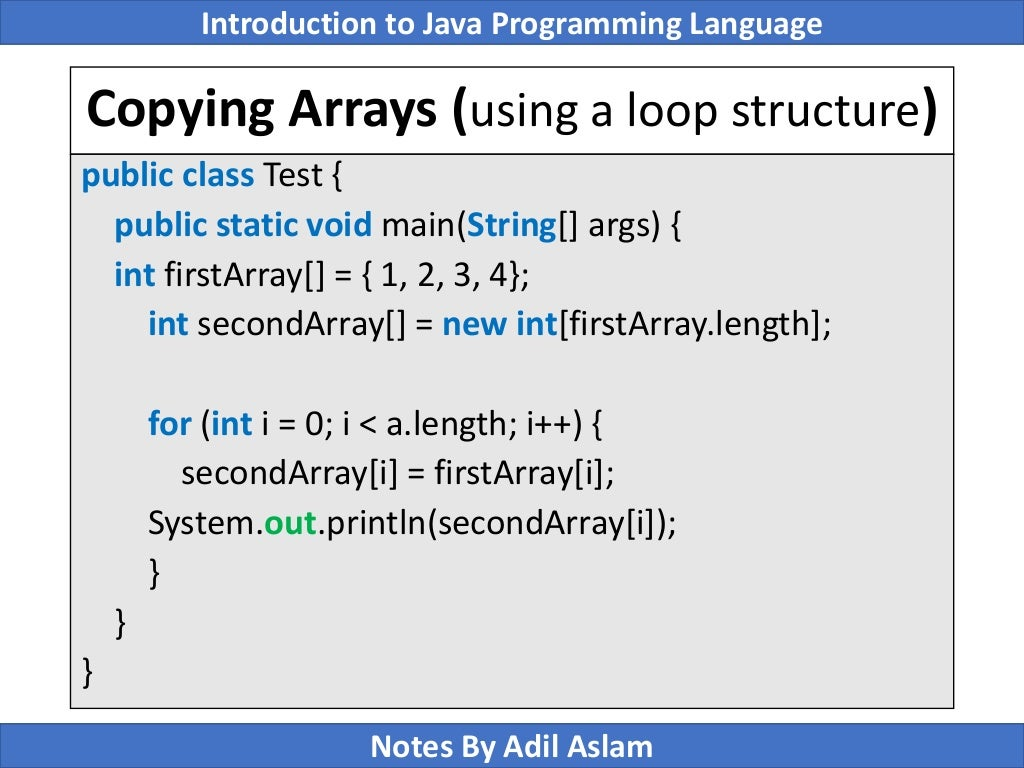 Introduction to Java Programming Language
Copying Arrays (using a loop structure)
public class Test {
public static void main(String[] args) {
int firstArray[] = { 1, 2, 3, 4};
int secondArray[] = new int[firstArray.length];
for (int i = 0; i < a.length; i++) {
secondArray[i] = firstArray[i];
System.out.println(secondArray[i]);
}
}
}
Notes By Adil Aslam